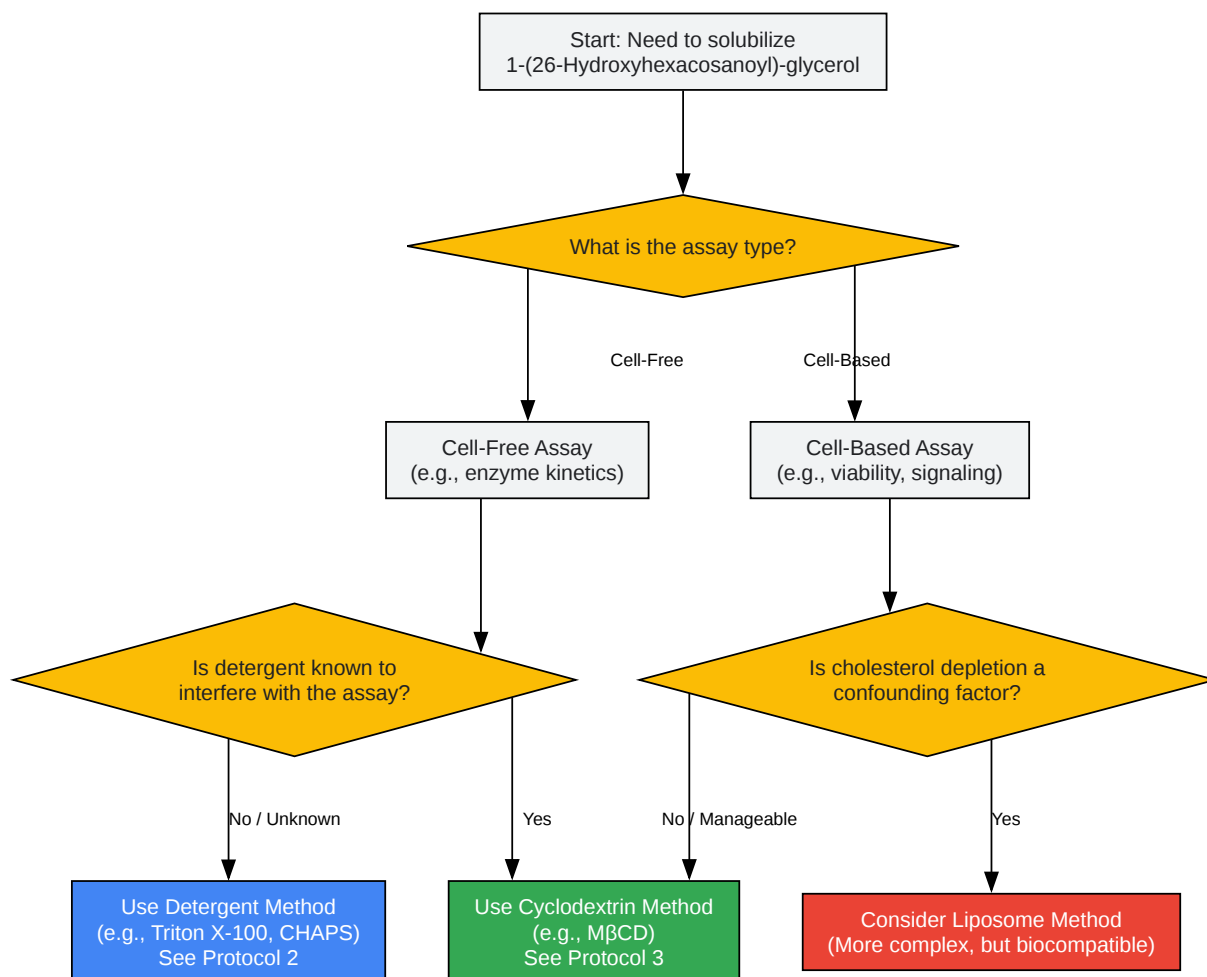 Start: Need to solubilize
1-(26-Hydroxyhexacosanoyl)-glycerol
What is the assay type?
Cell-Free
Cell-Based
Cell-Free Assay
(e.g., enzyme kinetics)
Cell-Based Assay
(e.g., viability, signaling)
Is detergent known to
interfere with the assay?
Is cholesterol depletion a
confounding factor?
No / Unknown
Yes
No / Manageable
Yes
Use Detergent Method
(e.g., Triton X-100, CHAPS)
See Protocol 2
Use Cyclodextrin Method
(e.g., MβCD)
See Protocol 3
Consider Liposome Method
(More complex, but biocompatible)